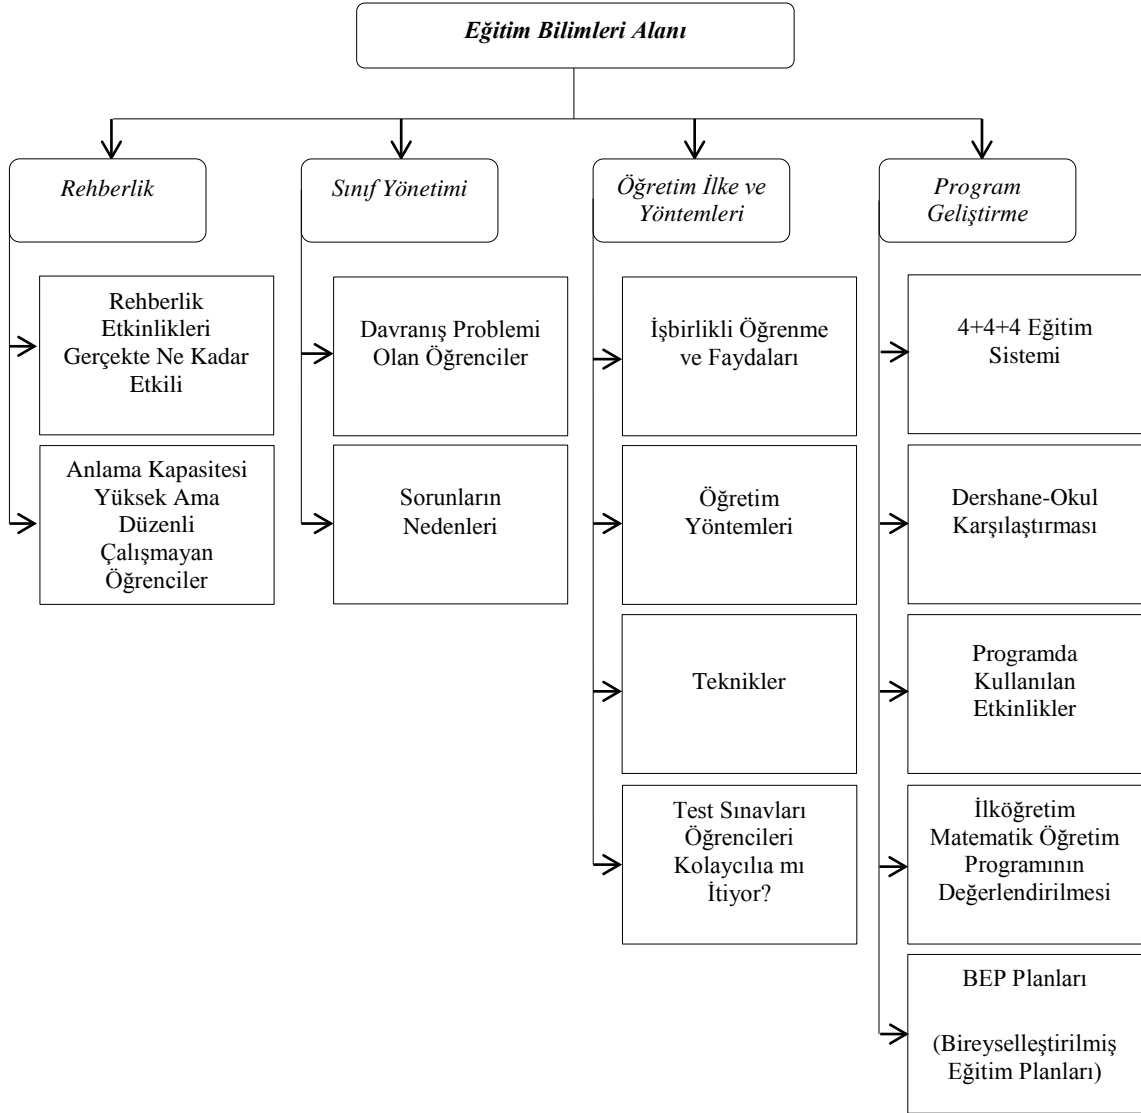 Eğitim Bilimleri Alanı
Rehberlik
Rehberlik
Etkinlikleri
Gerçekte Ne Kadar
Etkili
Anlama Kapasitesi
Yüksek Ama
Düzenli
Çalışmayan
Öğrenciler
Sınıf Yönetimi
Davranış Problemi
Olan Öğrenciler
Sorunların
Nedenleri
Öğretim İlke ve
Yöntemleri
İşbirlikli Öğrenme
ve Faydaları
Öğretim
Yöntemleri
Teknikler
Test Sınavları
Öğrencileri
Kolaycılıa mı
İtiyor?
Program
Geliştirme
4+4+4 Eğitim
Sistemi
Dershane-Okul
Karşılaştırması
Programda
Kullanılan
Etkinlikler
İlköğretim
Matematik Öğretim
Programının
Değerlendirilmesi
BEP Planları
(Bireyselleştirilmiş
Eğitim Planları)